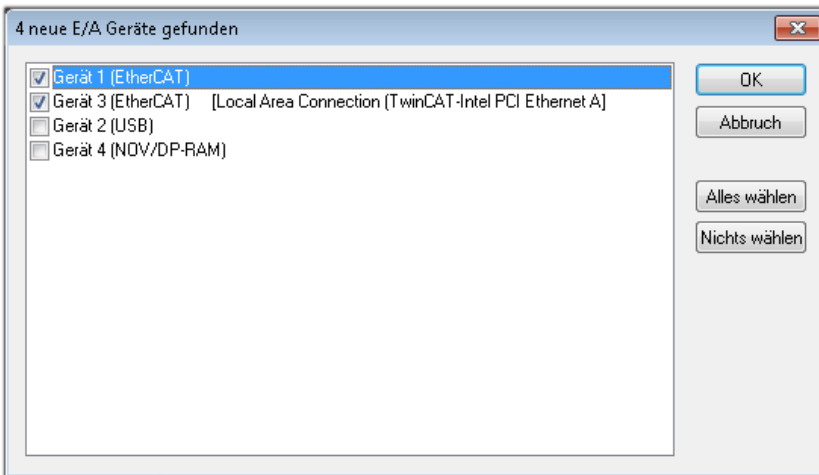 4 neue E/A Geräte gefunden
Gerät 1 (EtherCAT)
Gerät 3 (EtherCAT) [Local Area Connection (TwinCAT-Intel PCI Ethernet A]
Gerät 2 (USB)
Gerät 4 (NOV/DP-RAM)
OK
Abbruch
Alles wählen
Nichts wählen